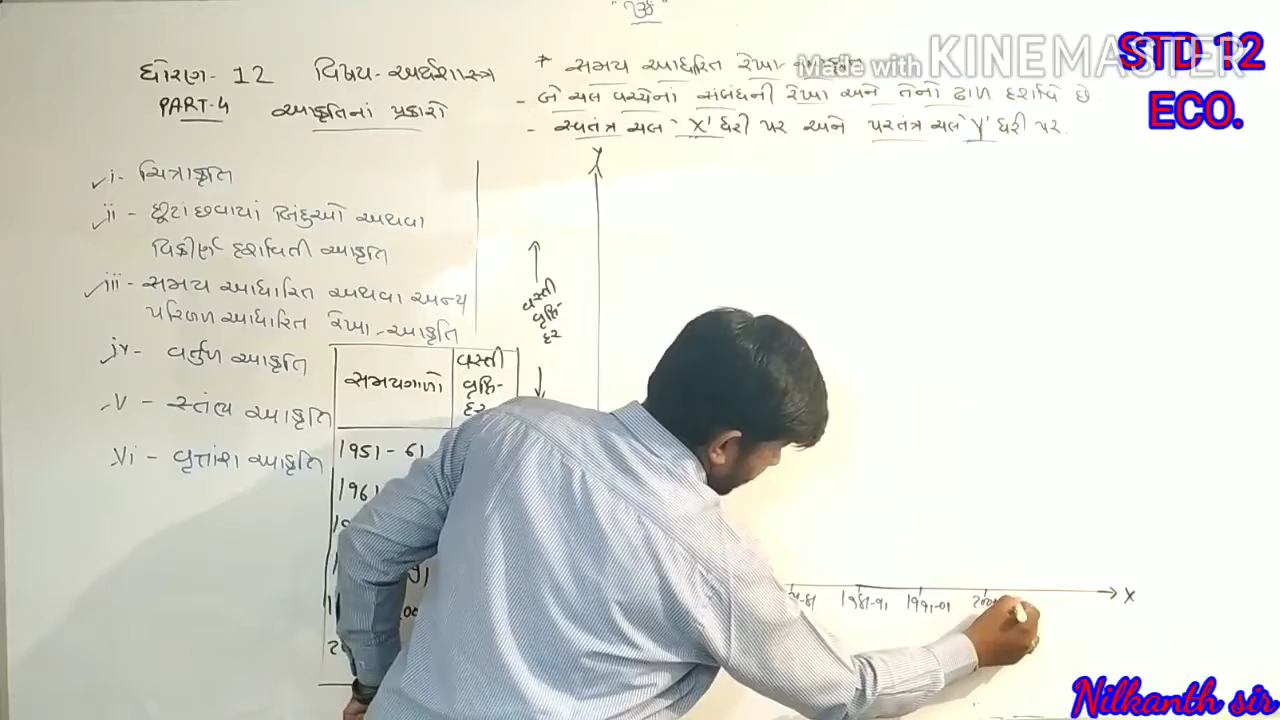 ૐ
ધોરણ- 12 વિષય- અર્થશાસ્ત્ર
PART-4 આકૃતિનાં પ્રકારો
* સમય આધારિત રેખા-
- બે ચલ વચ્ચેના સંબંધની રેખા અને તેનો ઢાળ દર્શાવે છે.
- સ્વતંત્ર ચલ 'X' ધરી પર અને પરતંત્ર ચલ 'Y' ધરી પર.
Made with KINEMASTER
STD 12
ECO.
i- ચિત્રાકૃતિ
ii - છૂટાંછવાયાં બિંદુઓ અથવા
વિકીર્ણ દર્શાવતી આકૃતિ
iii- સમય આધારિત અથવા અન્ય
પરિબળ આધારિત રેખા-આકૃતિ
iv- વર્તુળ આકૃતિ
v - સ્તંભ આકૃતિ
vi - વૃત્તાંશ આકૃતિ
સમયગાળો
વસ્તી
વૃદ્ધિ-
દર
1951 - 61
Y
વસ્તી
વૃદ્ધિ-
દર
1981-91 1991-01
X
Nilkanth sir